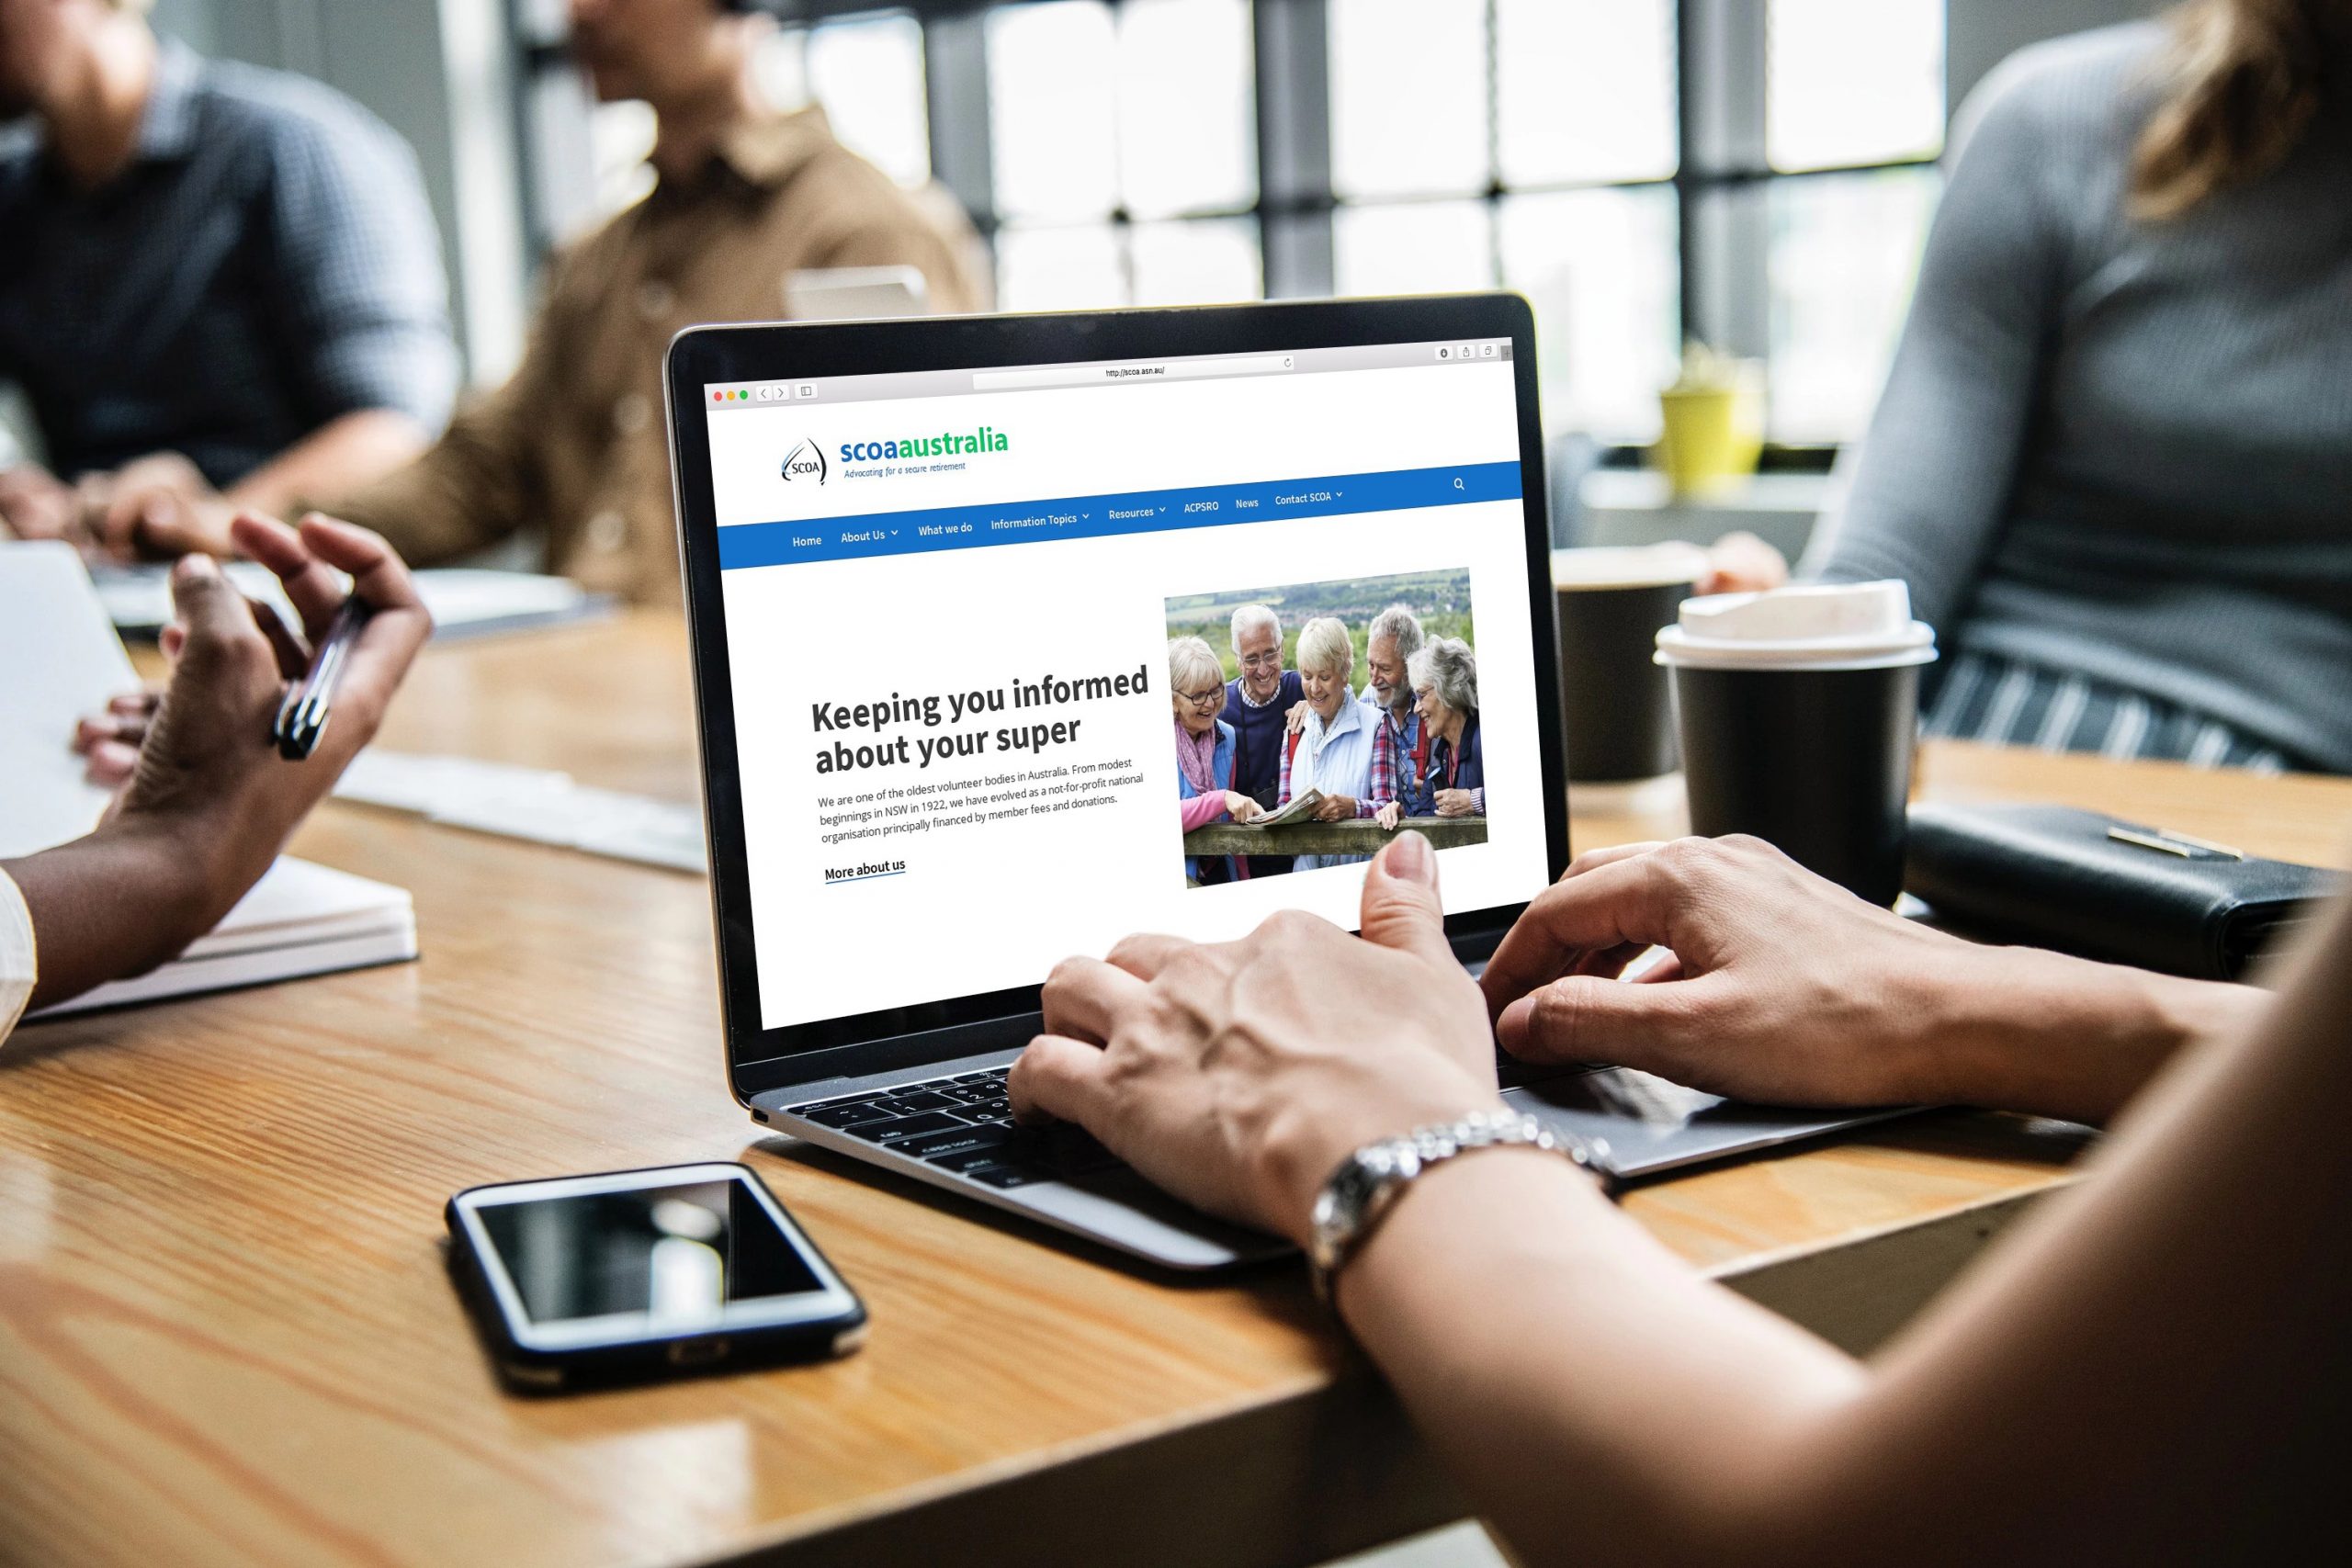 http://scoa.asn.au/
SCOA
scoaaustralia
Advocating for a secure retirement
Home About Us What we do Information Topics Resources ACPSRO News Contact SCOA
Keeping you informed
about your super
We are one of the oldest volunteer bodies in Australia. From modest
beginnings in NSW in 1922, we have evolved as a not-for-profit national
organisation principally financed by member fees and donations.
More about us
tab
caps lock